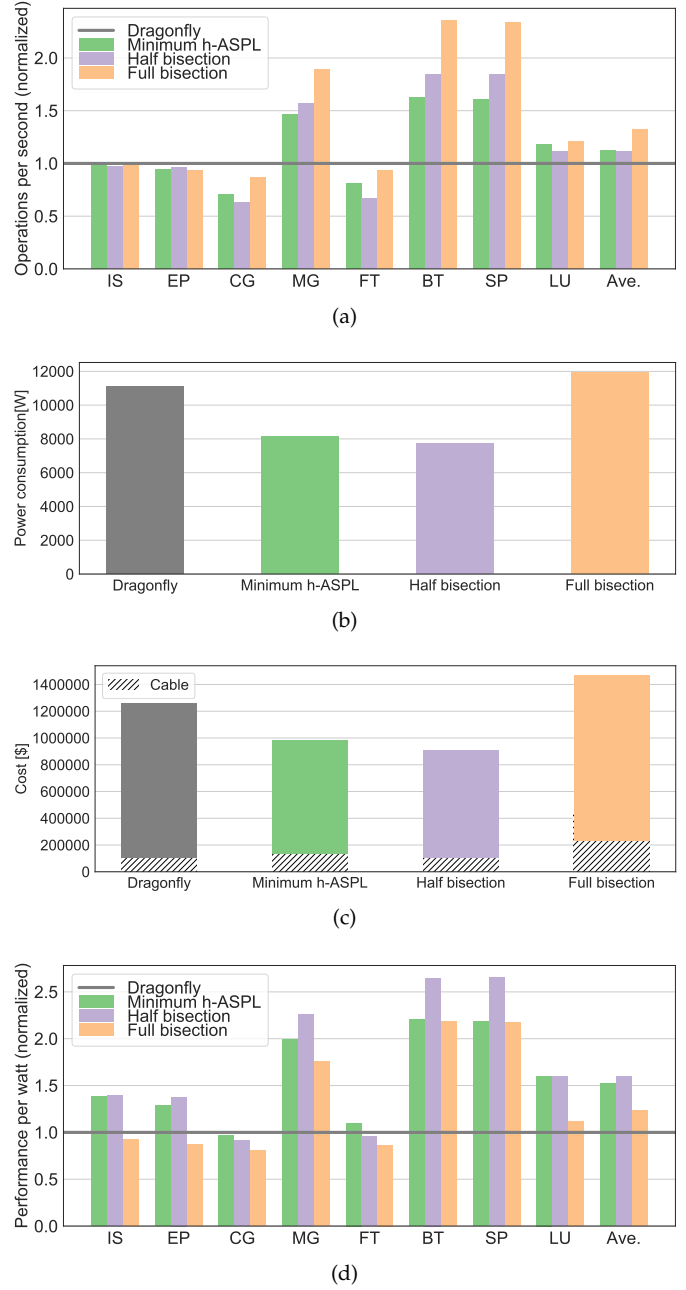 Operations per second (normalized)
2.0
1.5
1.0
0.5
0.0
Dragonfly
Minimum h-ASPL
Half bisection
Full bisection
IS EP CG MG FT BT SP LU Ave.
(a)
Power consumption[W]
12000
10000
8000
6000
4000
2000
0
Dragonfly Minimum h-ASPL Half bisection Full bisection
(b)
Cost [$]
1400000
1200000
1000000
800000
600000
400000
200000
0
Cable
Dragonfly Minimum h-ASPL Half bisection Full bisection
(c)
Performance per watt (normalized)
2.5
2.0
1.5
1.0
0.5
0.0
Dragonfly
Minimum h-ASPL
Half bisection
Full bisection
IS EP CG MG FT BT SP LU Ave.
(d)